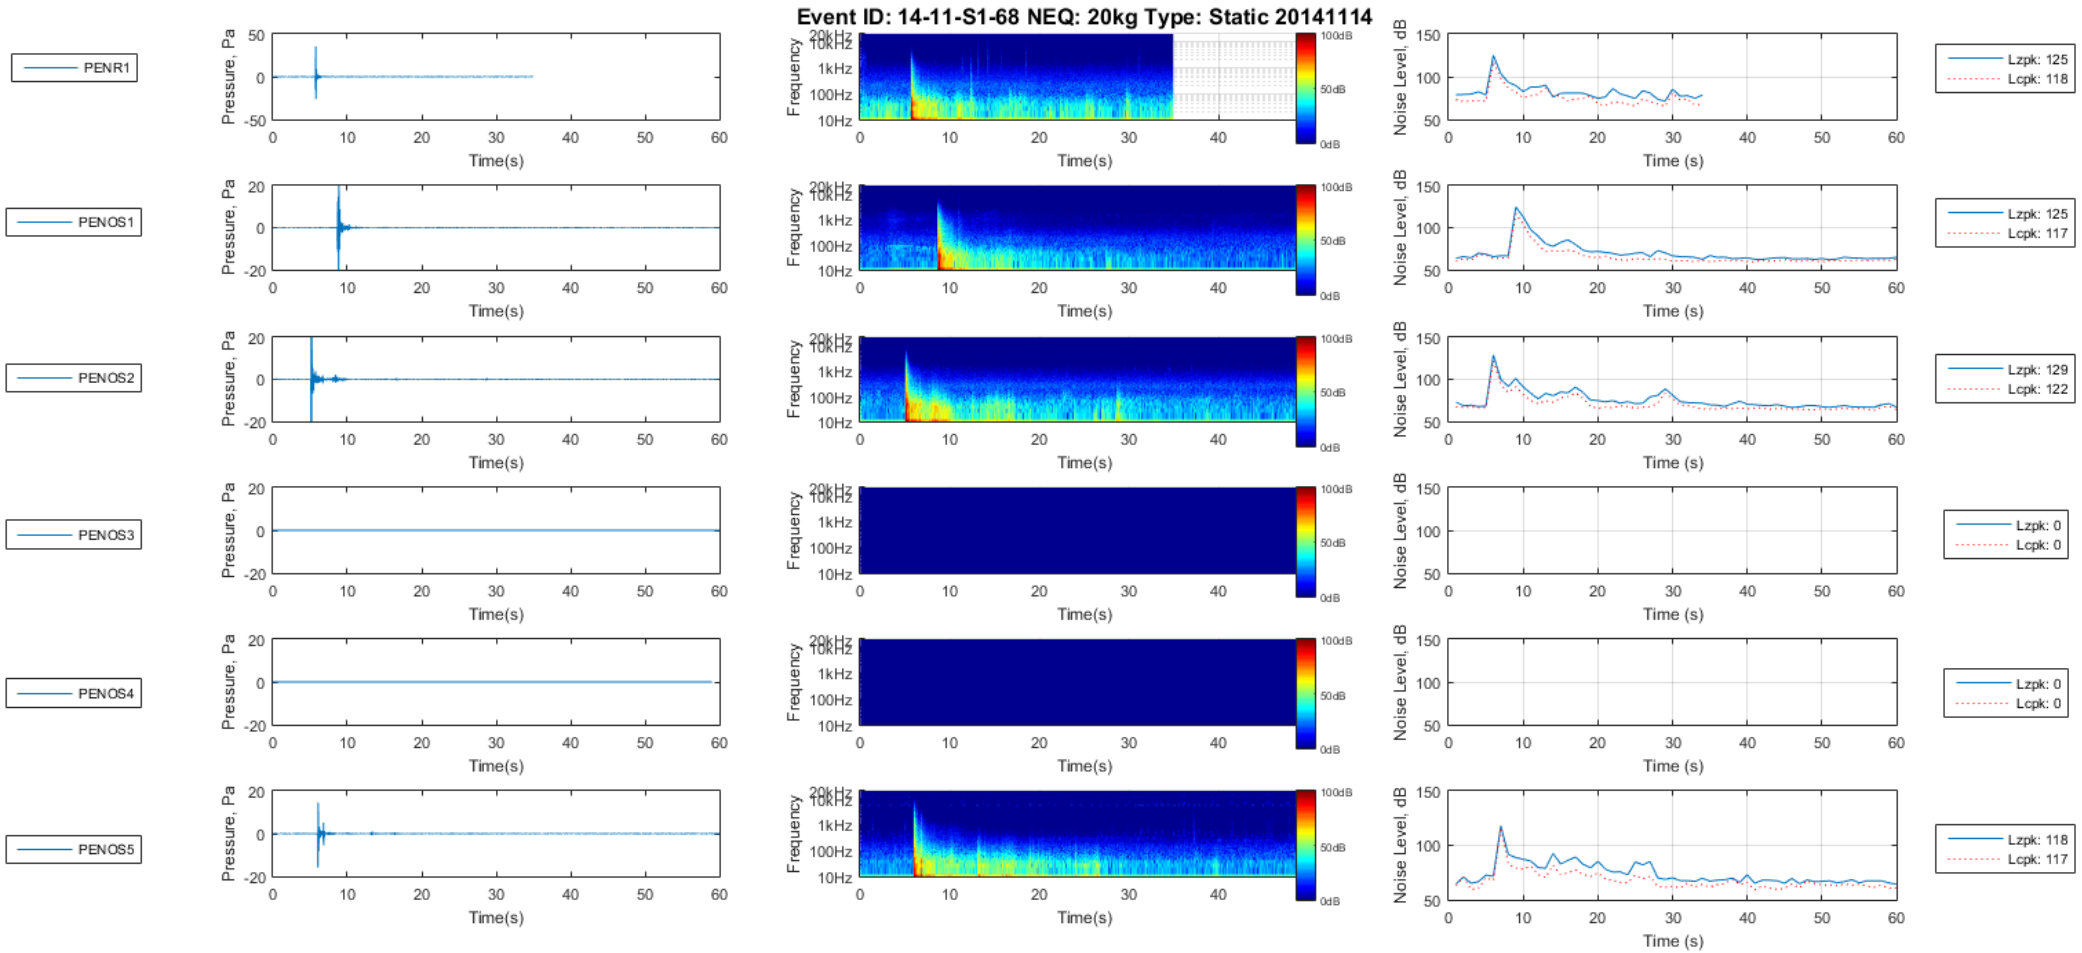 Event ID: 14-11-S1-68 NEQ: 20kg Type: Static 20141114
PENR1
Pressure, Pa
50
0
-50
0 10 20 30 40 50 60
Time(s)
Frequency
20kHz
10kHz
1kHz
100Hz
10Hz
0 20 30 40
Time(s)
100dB
50dB
0dB
Noise Level, dB
150
100
50
0 10 20 30 40 50 60
Time (s)
Lzpk: 125
Lcpk: 118
PENOS1
Pressure, Pa
20
0
-20
0 10 20 30 40 50 60
Time(s)
Frequency
20kHz
10kHz
1kHz
100Hz
10Hz
0 20 30 40
Time(s)
100dB
50dB
0dB
Noise Level, dB
150
100
50
0 10 20 30 40 50 60
Time (s)
Lzpk: 125
Lcpk: 117
PENOS2
Pressure, Pa
20
0
-20
0 10 20 30 40 50 60
Time(s)
Frequency
20kHz
10kHz
1kHz
100Hz
10Hz
0 20 30 40
Time(s)
100dB
50dB
0dB
Noise Level, dB
150
100
50
0 10 20 30 40 50 60
Time (s)
Lzpk: 129
Lcpk: 122
PENOS3
Pressure, Pa
20
0
-20
0 10 20 30 40 50 60
Time(s)
Frequency
20kHz
10kHz
1kHz
100Hz
10Hz
0 20 30 40
Time(s)
100dB
50dB
0dB
Noise Level, dB
150
100
50
0 10 20 30 40 50 60
Time (s)
Lzpk: 0
Lcpk: 0
PENOS4
Pressure, Pa
20
0
-20
0 10 20 30 40 50 60
Time(s)
Frequency
20kHz
10kHz
1kHz
100Hz
10Hz
0 20 30 40
Time(s)
100dB
50dB
0dB
Noise Level, dB
150
100
50
0 10 20 30 40 50 60
Time (s)
Lzpk: 0
Lcpk: 0
PENOS5
Pressure, Pa
20
0
-20
0 10 20 30 40 50 60
Time(s)
Frequency
20kHz
10kHz
1kHz
100Hz
10Hz
0 20 30 40
Time(s)
100dB
50dB
0dB
Noise Level, dB
150
100
50
0 10 20 30 40 50 60
Time (s)
Lzpk: 118
Lcpk: 117